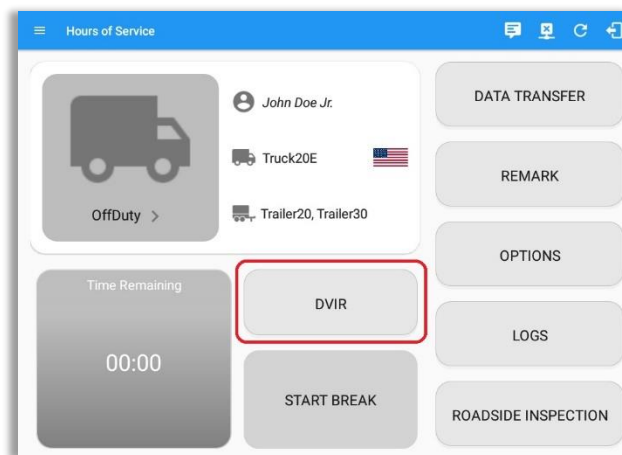 Hours of Service
John Doe Jr.
Truck20E
OffDuty >
Trailer20, Trailer30
Time Remaining
00:00
DVIR
START BREAK
DATA TRANSFER
REMARK
OPTIONS
LOGS
ROADSIDE INSPECTION